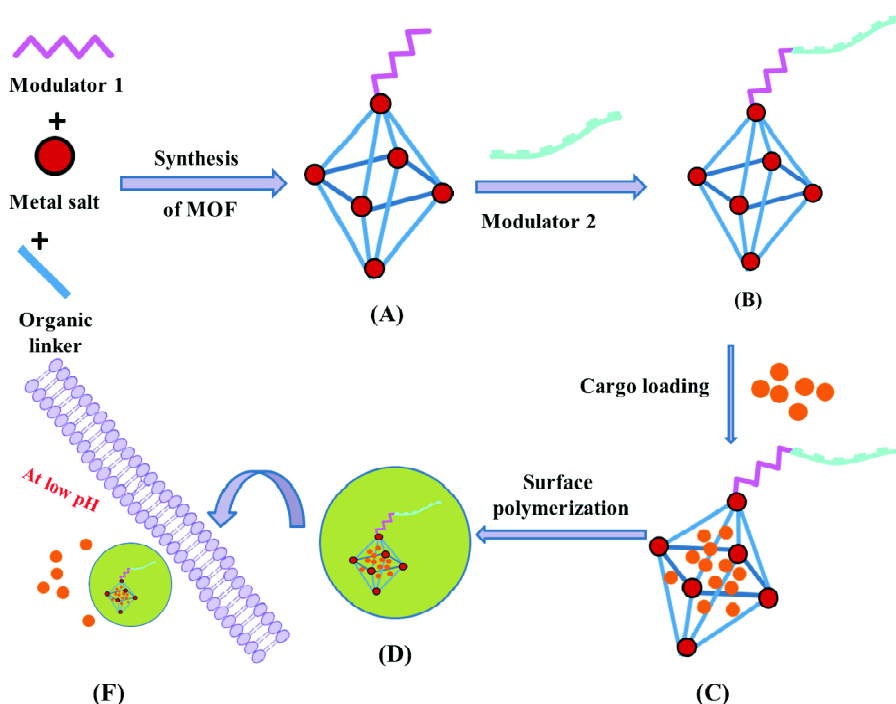 Modulator 1
+
Metal salt
+
Organic
linker
Synthesis
of MOF
(A)
Modulator 2
(B)
Cargo loading
(C)
Surface
polymerization
(D)
At low pH
(F)